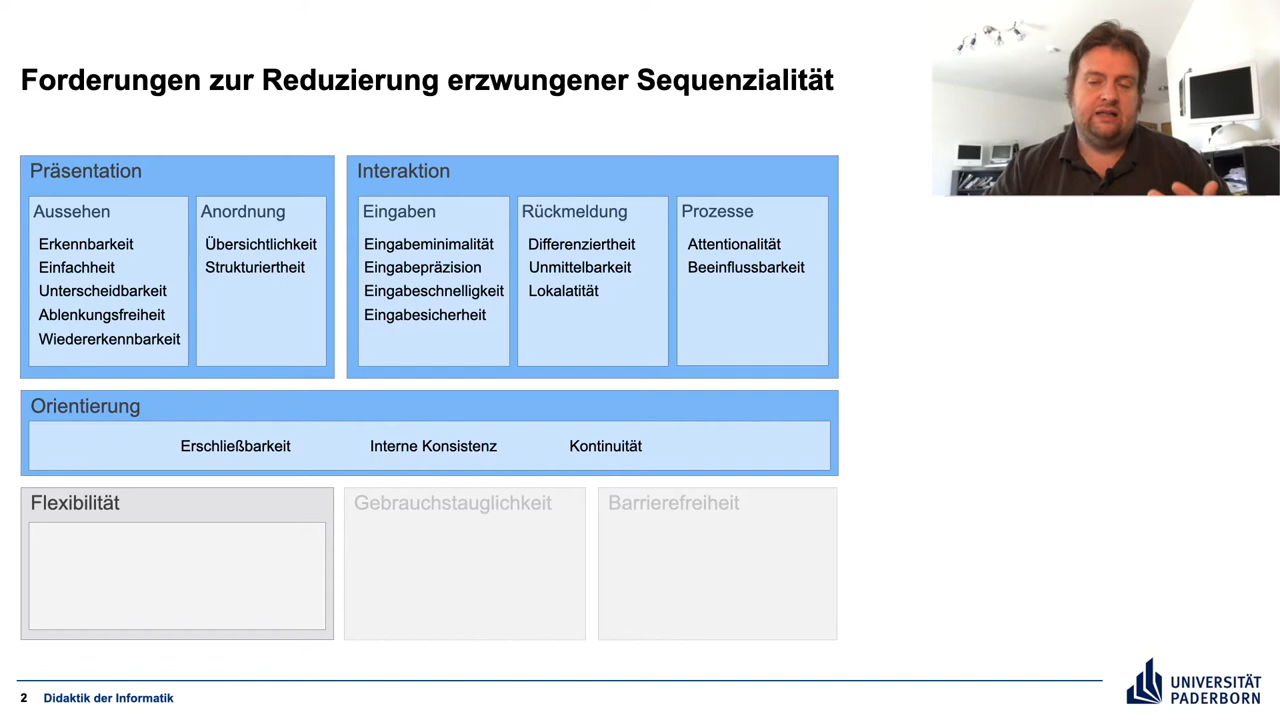 Forderungen zur Reduzierung erzwungener Sequenzialität
Präsentation
Aussehen
Erkennbarkeit
Einfachheit
Unterscheidbarkeit
Ablenkungsfreiheit
Wiedererkennbarkeit
Anordnung
Übersichtlichkeit
Strukturiertheit
Interaktion
Eingaben
Eingabeminimalität
Eingabepräzision
Eingabeschnelligkeit
Eingabesicherheit
Rückmeldung
Differenziertheit
Unmittelbarkeit
Lokalatität
Prozesse
Attentionalität
Beeinflussbarkeit
Orientierung
Erschließbarkeit
Interne Konsistenz
Kontinuität
Flexibilität
Gebrauchstauglichkeit
Barrierefreiheit
2 Didaktik der Informatik
UNIVERSITÄT
PADERBORN